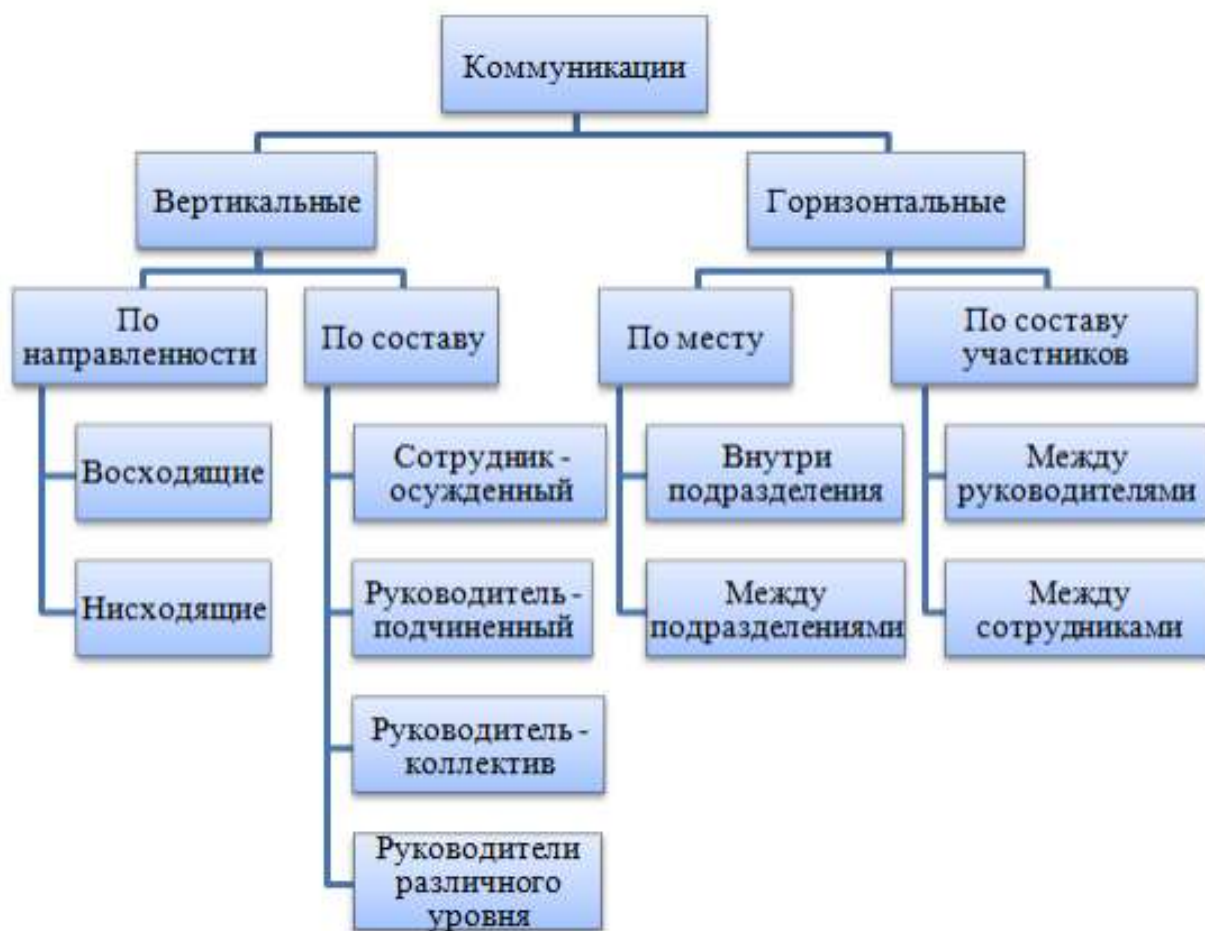 Коммуникации
Вертикальные
Горизонтальные
По
направленности
По составу
По месту
По составу
участников
Восходящие
Нисходящие
Сотрудник -
осужденный
Руководитель -
подчиненный
Руководитель -
коллектив
Руководители
различного
уровня
Внутри
подразделения
Между
подразделениями
Между
руководителями
Между
сотрудниками